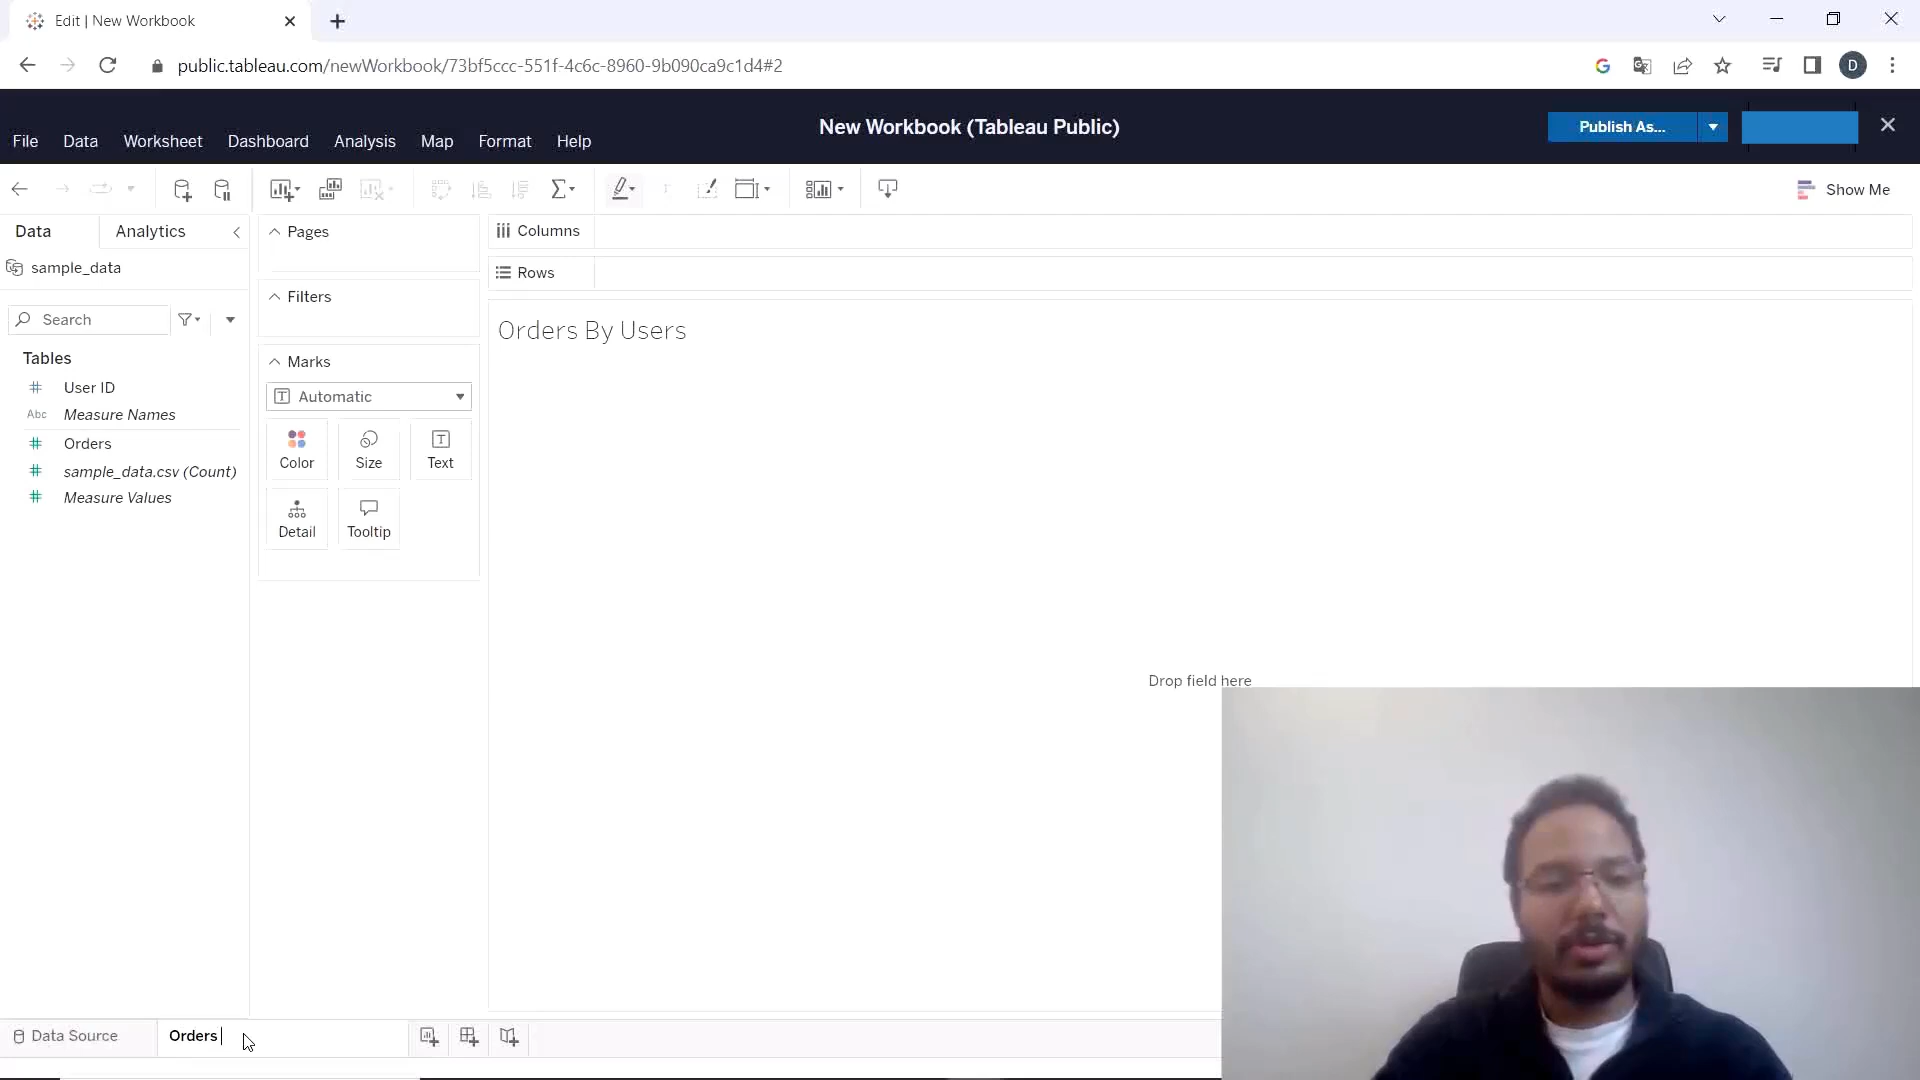 Edit | New Workbook
public.tableau.com/newWorkbook/73bf5ccc-551f-4c6c-8960-9b090ca9c1d4#2
D
New Workbook (Tableau Public)
Publish As...
File Data Worksheet Dashboard Analysis Map Format Help
Show Me
Data Analytics
sample_data
Search
Tables
User ID
Abc Measure Names
Orders
sample_data.csv (Count)
Measure Values
Pages
Filters
Marks
T Automatic
Color Size T Text
Detail Tooltip
Columns
Rows
Orders By Users
Drop field here
Data Source
Orders